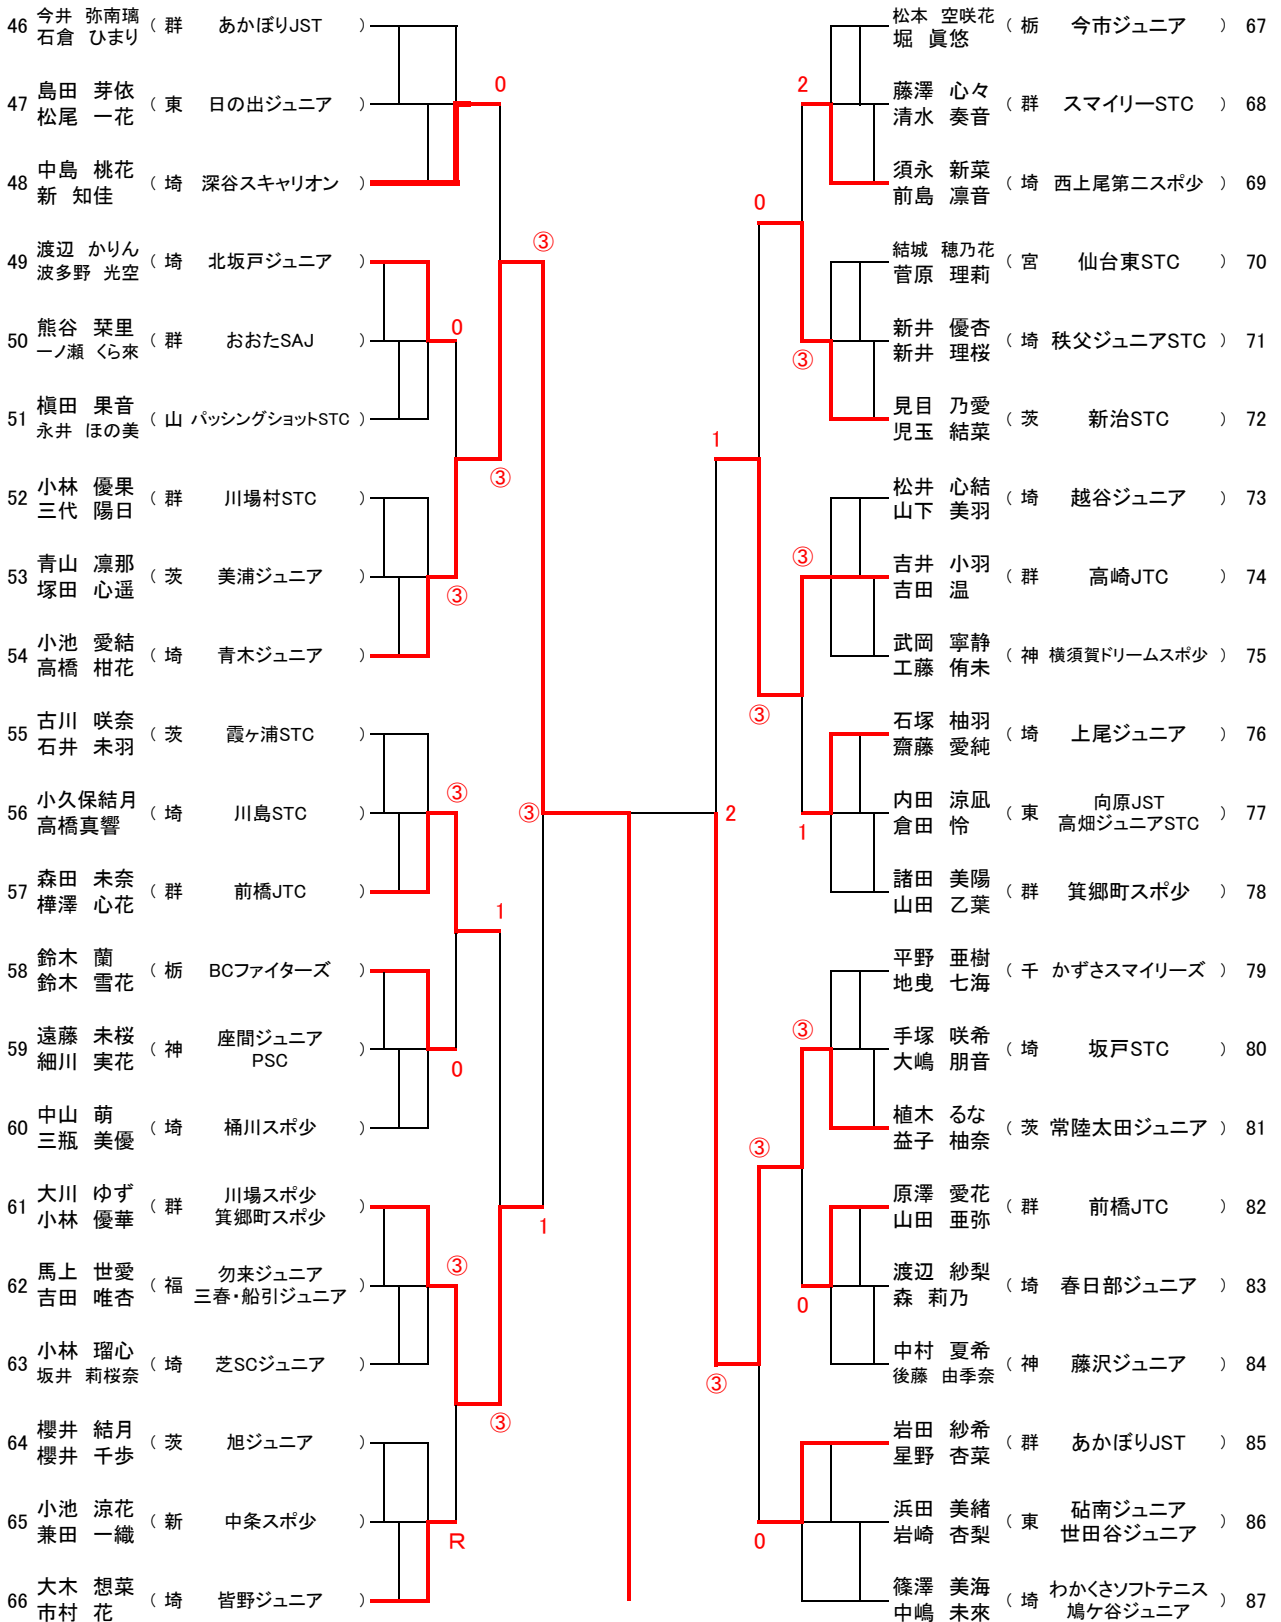 46 今井 弥南璃 石倉 ひまり （ 群 あかぼりJST ）
0
47 島田 芽依 松尾 一花 （ 東 日の出ジュニア ）
48 中島 桃花 新 知佳 （ 埼 深谷スキャリオン ）
③
49 渡辺 かりん 波多野 光空 （ 埼 北坂戸ジュニア ）
0
50 熊谷 栞里 一ノ瀬 くら來 （ 群 おおたSAJ ）
51 槇田 果音 永井 ほの美 （ 山 パッシングショットSTC ）
③
52 小林 優果 三代 陽日 （ 群 川場村STC ）
53 青山 凛那 塚田 心遥 （ 茨 美浦ジュニア ）
③
54 小池 愛結 高橋 柑花 （ 埼 青木ジュニア ）
55 古川 咲奈 石井 未羽 （ 茨 霞ヶ浦STC ）
③
56 小久保結月 高橋真響 （ 埼 川島STC ）
③
57 森田 未奈 樺澤 心花 （ 群 前橋JTC ）
1
58 鈴木 蘭 鈴木 雪花 （ 栃 BCファイターズ ）
59 遠藤 未桜 細川 実花 （ 神 座間ジュニア PSC ）
0
60 中山 萌 三瓶 美優 （ 埼 桶川スポ少 ）
61 大川 ゆず 小林 優華 （ 群 川場スポ少 箕郷町スポ少 ）
1
③
62 馬上 世愛 吉田 唯杏 （ 福 勿来ジュニア 三春・船引ジュニア ）
63 小林 瑠心 坂井 莉桜奈 （ 埼 芝SCジュニア ）
③
64 櫻井 結月 櫻井 千歩 （ 茨 旭ジュニア ）
65 小池 涼花 兼田 一織 （ 新 中条スポ少 ）
R
66 大木 想菜 市村 花 （ 埼 皆野ジュニア ）
松本 空咲花 堀 眞悠 （ 栃 今市ジュニア ） 67
2
藤澤 心々 清水 奏音 （ 群 スマイリーSTC ） 68
須永 新菜 前島 凛音 （ 埼 西上尾第二スポ少 ） 69
0
結城 穂乃花 菅原 理莉 （ 宮 仙台東STC ） 70
新井 優杏 新井 理桜 （ 埼 秩父ジュニアSTC ） 71
③
見目 乃愛 児玉 結菜 （ 茨 新治STC ） 72
1
松井 心結 山下 美羽 （ 埼 越谷ジュニア ） 73
③
吉井 小羽 吉田 温 （ 群 高崎JTC ） 74
武岡 寧静 工藤 侑未 （ 神 横須賀ドリームスポ少 ） 75
③
石塚 柚羽 齋藤 愛純 （ 埼 上尾ジュニア ） 76
2
内田 涼凪 倉田 怜 （ 東 向原JST 高畑ジュニアSTC ） 77
1
諸田 美陽 山田 乙葉 （ 群 箕郷町スポ少 ） 78
平野 亜樹 地曵 七海 （ 千 かずさスマイリーズ ） 79
③
手塚 咲希 大嶋 朋音 （ 埼 坂戸STC ） 80
植木 るな 益子 柚奈 （ 茨 常陸太田ジュニア ） 81
③
原澤 愛花 山田 亜弥 （ 群 前橋JTC ） 82
渡辺 紗梨 森 莉乃 （ 埼 春日部ジュニア ） 83
0
中村 夏希 後藤 由季奈 （ 神 藤沢ジュニア ） 84
③
岩田 紗希 星野 杏菜 （ 群 あかぼりJST ） 85
浜田 美緒 岩崎 杏梨 （ 東 砧南ジュニア 世田谷ジュニア ） 86
0
篠澤 美海 中嶋 未來 （ 埼 わかくさソフトテニス 鳩ケ谷ジュニア ） 87